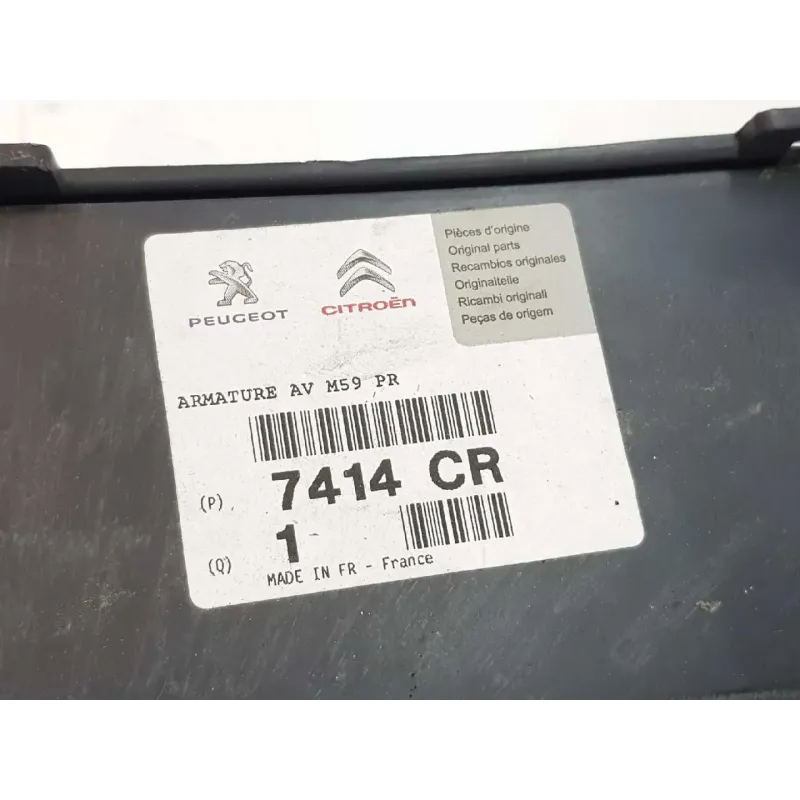 PEUGEOT
CITROËN
Pièces d'origine
Original parts
Recambios originales
Originalteile
Ricambi originali
Peças de origem
ARMATURE AV M59 PR
(P) 7414 CR
(Q) 1
MADE IN FR - France